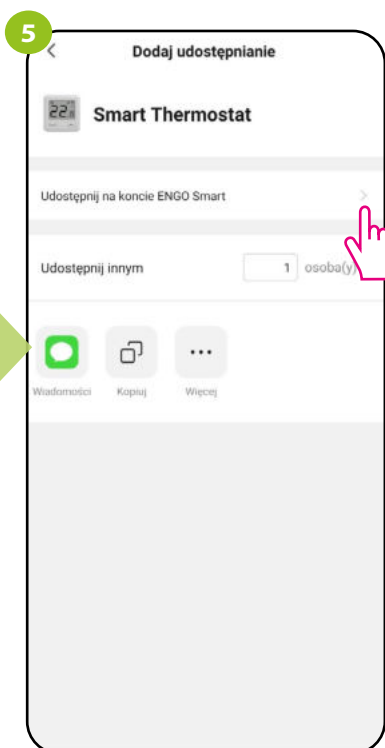 5
Dodaj udostępnianie
22
Smart Thermostat
Udostępnij na koncie ENGO Smart
Udostępnij innym 1 osoba(y)
Wiadomości Kopiuj Więcej